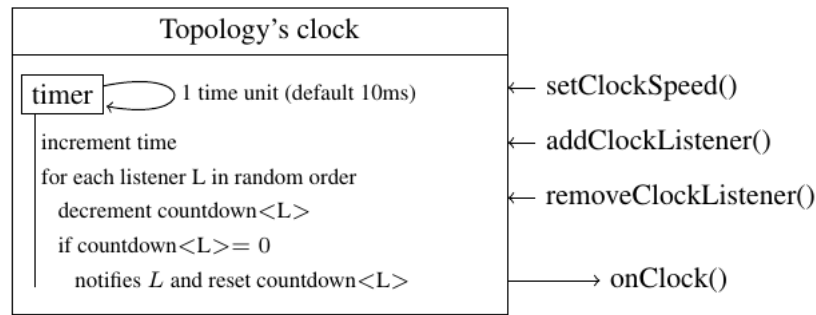 Topology's clock
timer
1 time unit (default 10ms)
increment time
for each listener L in random order
decrement countdown<L>
if countdown<L>= 0
notifies L and reset countdown<L>
setClockSpeed()
addClockListener()
removeClockListener()
onClock()